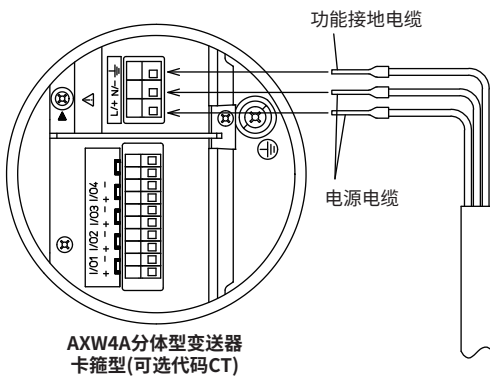 功能接地电缆
L/+ N/-
I/O1 I/O2 I/O3 I/O4
+ - + - + - + -
电源电缆
AXW4A分体型变送器
卡箍型(可选代码CT)